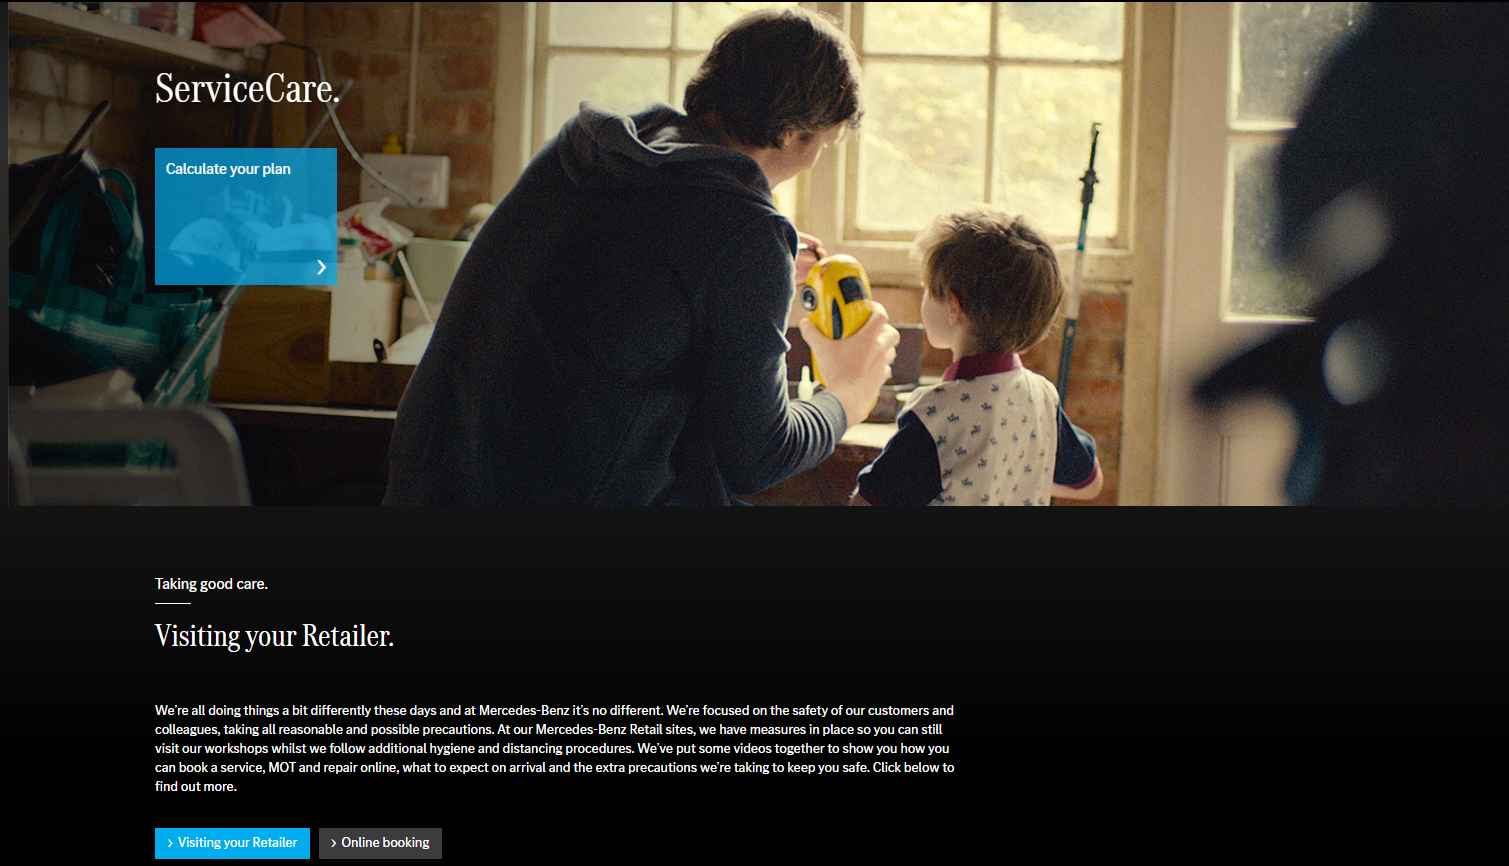 ServiceCare.
Calculate your plan
Taking good care.
Visiting your Retailer.
We’re all doing things a bit differently these days and at Mercedes-Benz it’s no different. We’re focused on the safety of our customers and
colleagues, taking all reasonable and possible precautions. At our Mercedes-Benz Retail sites, we have measures in place so you can still
visit our workshops whilst we follow additional hygiene and distancing procedures. We’ve put some videos together to show you how you
can book a service, MOT and repair online, what to expect on arrival and the extra precautions we’re taking to keep you safe. Click below to
find out more.
Visiting your Retailer
Online booking